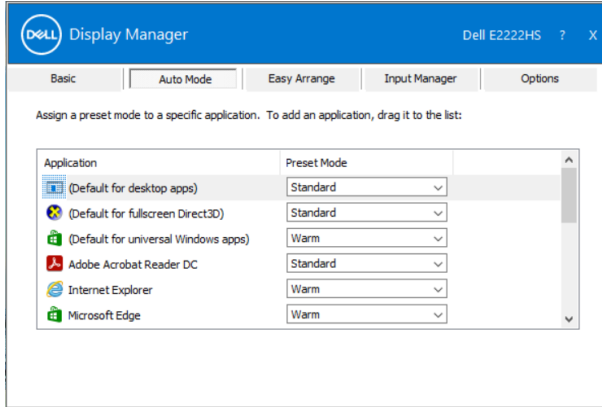 DELL Display Manager Dell E2222HS ? X
Basic Auto Mode Easy Arrange Input Manager Options
Assign a preset mode to a specific application. To add an application, drag it to the list:
Application Preset Mode
(Default for desktop apps) Standard
(Default for fullscreen Direct3D) Standard
(Default for universal Windows apps) Warm
Adobe Acrobat Reader DC Standard
Internet Explorer Warm
Microsoft Edge Warm